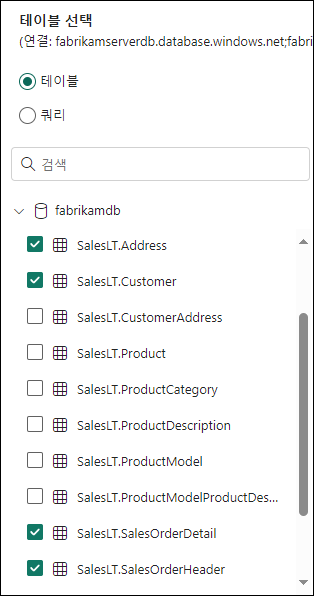 테이블 선택
(연결: fabrikamserverdb.database.windows.net;fabri
테이블
쿼리
검색
fabrikamdb
SalesLT.Address
SalesLT.Customer
SalesLT.CustomerAddress
SalesLT.Product
SalesLT.ProductCategory
SalesLT.ProductDescription
SalesLT.ProductModel
SalesLT.ProductModelProductDes...
SalesLT.SalesOrderDetail
SalesLT.SalesOrderHeader